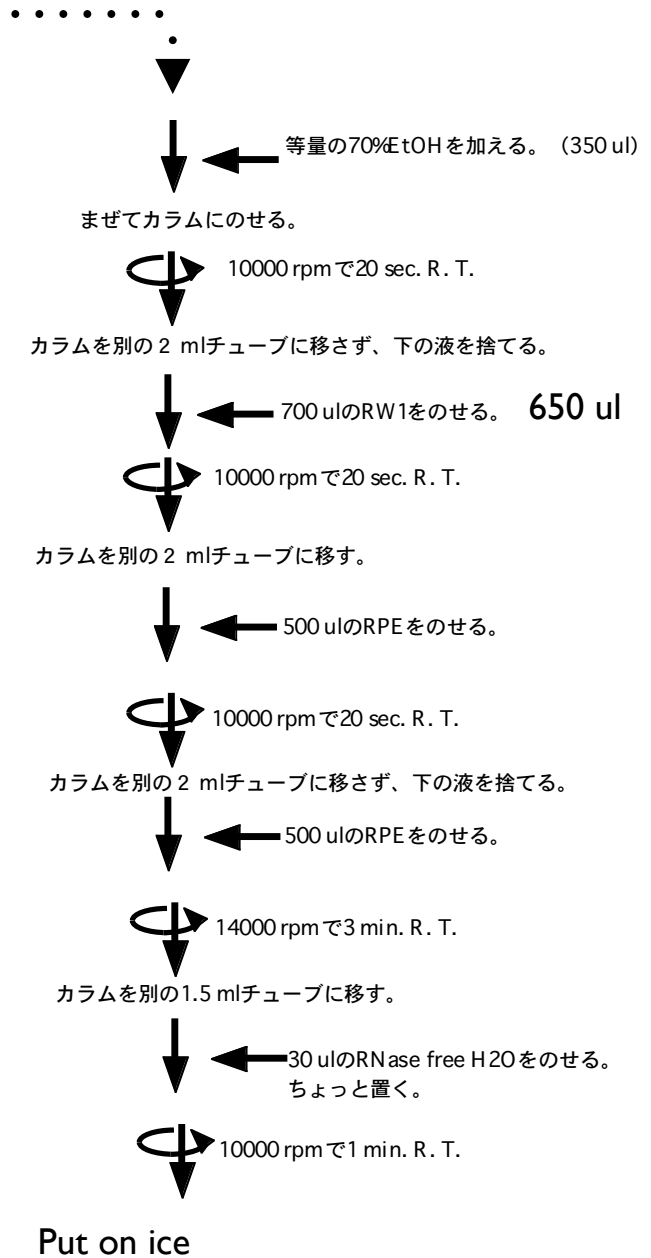 等量の70%EtOHを加える。（350 ul）
まぜてカラムにのせる。
10000 rpmで20 sec. R. T.
カラムを別の２ mlチューブに移さず、下の液を捨てる。
700 ulのRW1をのせる。 650 ul
10000 rpmで20 sec. R. T.
カラムを別の２ mlチューブに移す。
500 ulのRPEをのせる。
10000 rpmで20 sec. R. T.
カラムを別の２ mlチューブに移さず、下の液を捨てる。
500 ulのRPEをのせる。
14000 rpmで3 min. R. T.
カラムを別の1.5 mlチューブに移す。
30 ulのRNase free H2Oをのせる。
ちょっと置く。
10000 rpmで1 min. R. T.
Put on ice